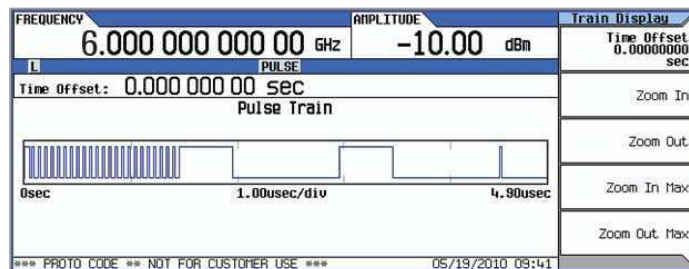 FREQUENCY
AMPLITUDE
6.000 000 000 00 GHz
-10.00 dBm
L
PULSE
Time Offset: 0.000 000 00 sec
Pulse Train
0sec
1.00usec/div
4.90usec
*** PROTO CODE ** NOT FOR CUSTOMER USE ***
05/19/2010 09:41
Train Display
Time Offset
0.00000000
sec
Zoom In
Zoom Out
Zoom In Max
Zoom Out Max